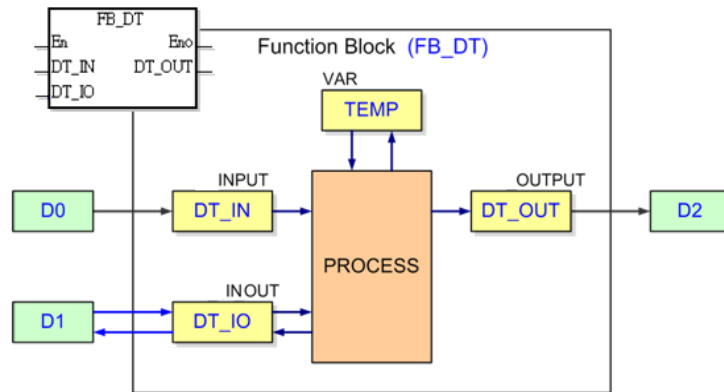 FB_DT
En Eno
DT_IN DT_OUT
DT_IO
Function Block (FB_DT)
VAR
TEMP
INPUT
OUTPUT
D0
DT_IN
DT_OUT
D2
PROCESS
INOUT
D1
DT_IO